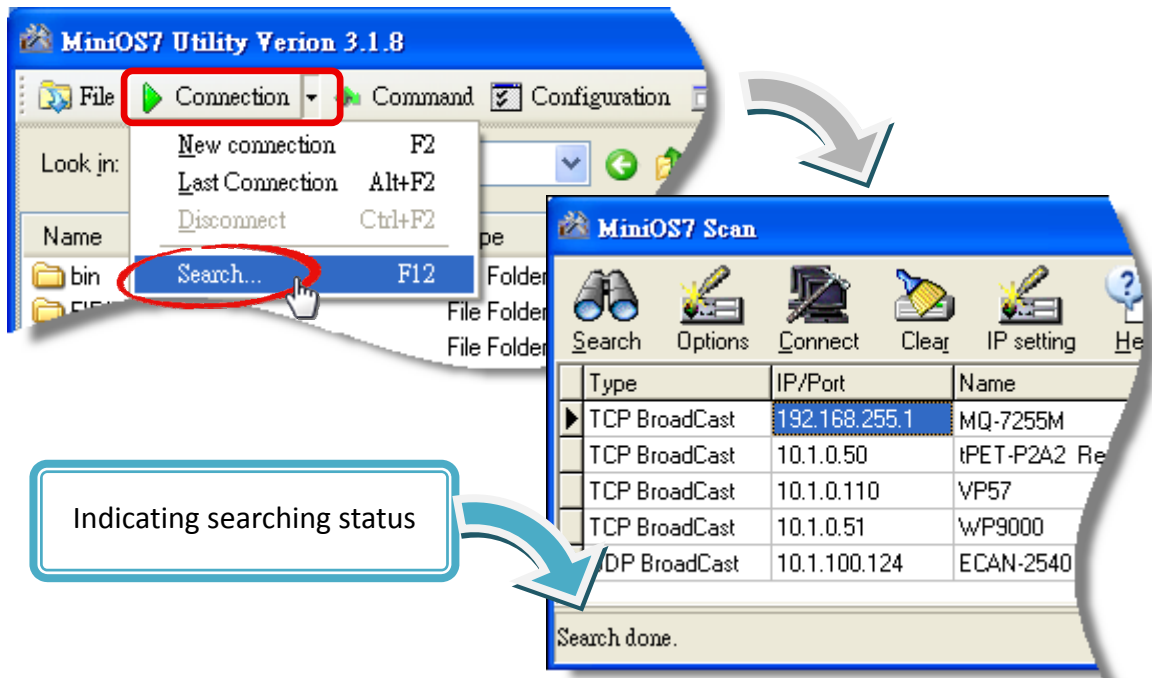 MiniOS7 Utility Verion 3.1.8
File Connection Command Configuration
New connection F2
Last Connection Alt+F2
Disconnect Ctrl+F2
Search... F12
Look in:
Name
bin Folder
File Folder
File Folder
MiniOS7 Scan
Search Options Connect Clear IP setting
Type IP/Port Name
TCP BroadCast 192.168.255.1 MQ-7255M
TCP BroadCast 10.1.0.50 tPET-P2A2
TCP BroadCast 10.1.0.110 VP57
TCP BroadCast 10.1.0.51 WP9000
BroadCast 10.1.100.124 ECAN-2540
Search done.
Indicating searching status